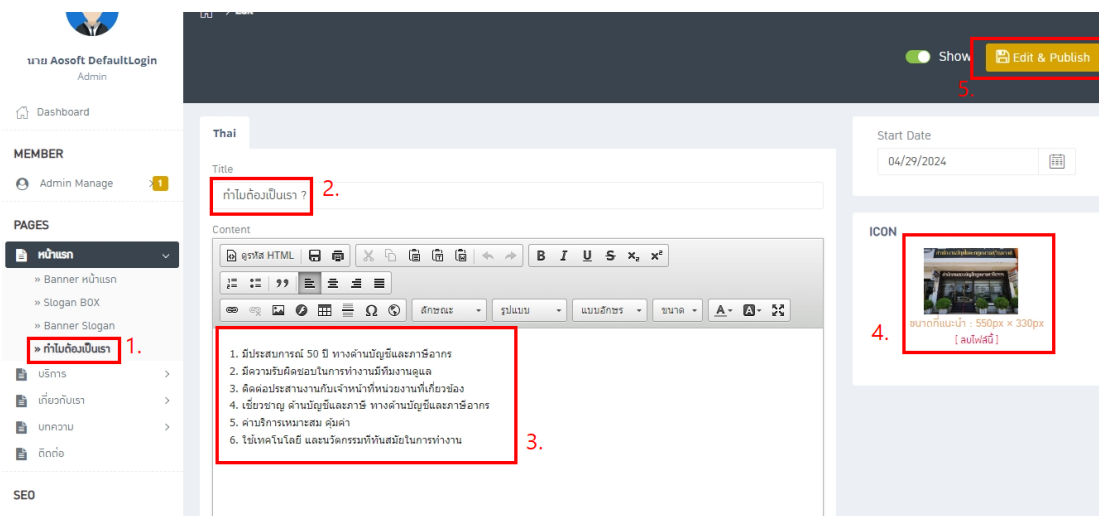 > Edit
นาย Aosoft DefaultLogin
Admin
Dashboard
MEMBER
Admin Manage
1
PAGES
หน้าแรก
» Banner หน้าแรก
» Slogan BOX
» Banner Slogan
» ทำไมต้องเป็นเรา
1.
บริการ
เกี่ยวกับเรา
บทความ
ติดต่อ
SEO
Show
Edit & Publish
5.
Thai
Title
ทำไมต้องเป็นเรา ?
2.
Content
ดูรหัส HTML
B I U S x₂ x²
ลักษณะ
รูปแบบ
แบบอักษร
ขนาด
A
A
1. มีประสบการณ์ 50 ปี ทางด้านบัญชีและภาษีอากร
2. มีความรับผิดชอบในการทำงานมีทีมงานดูแล
3. ติดต่อประสานงานกับเจ้าหน้าที่หน่วยงานที่เกี่ยวข้อง
4. เชี่ยวชาญ ด้านบัญชีและภาษี ทางด้านบัญชีและภาษีอากร
5. ค่าบริการเหมาะสม คุ้มค่า
6. ใช้เทคโนโลยี และนวัตกรรมที่ทันสมัยในการทำงาน
3.
Start Date
04/29/2024
ICON
4.
ขนาดที่แนะนำ : 550px × 330px
[ ลบไฟล์นี้ ]